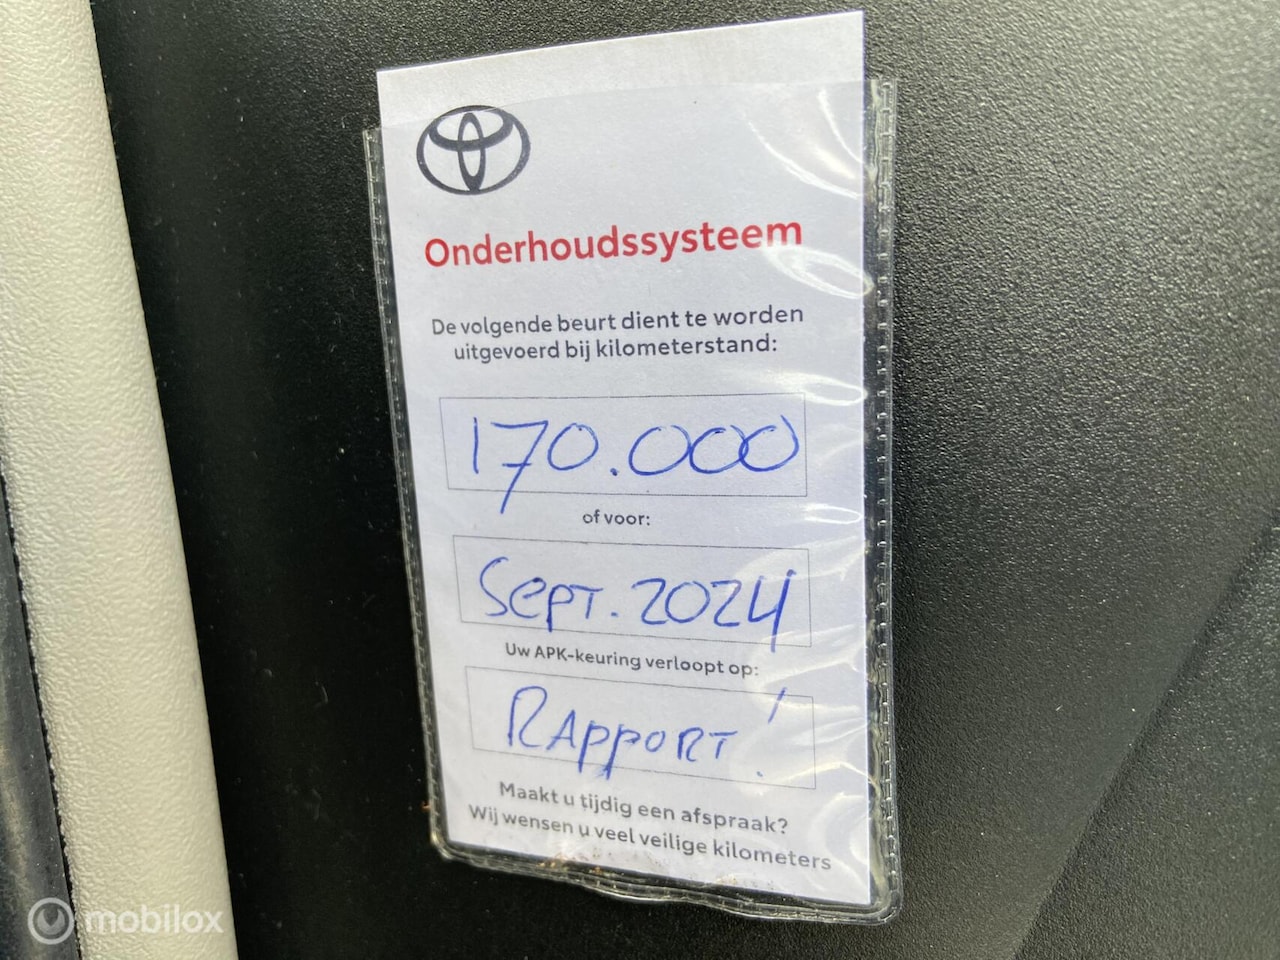 Onderhoudssysteem
De volgende beurt dient te worden
uitgevoerd bij kilometerstand:
170.000
of voor:
Sept. 2024
Uw APK-keuring verloopt op:
RAPPORT!
Maakt u tijdig een afspraak?
Wij wensen u veel veilige kilometers
mobilox